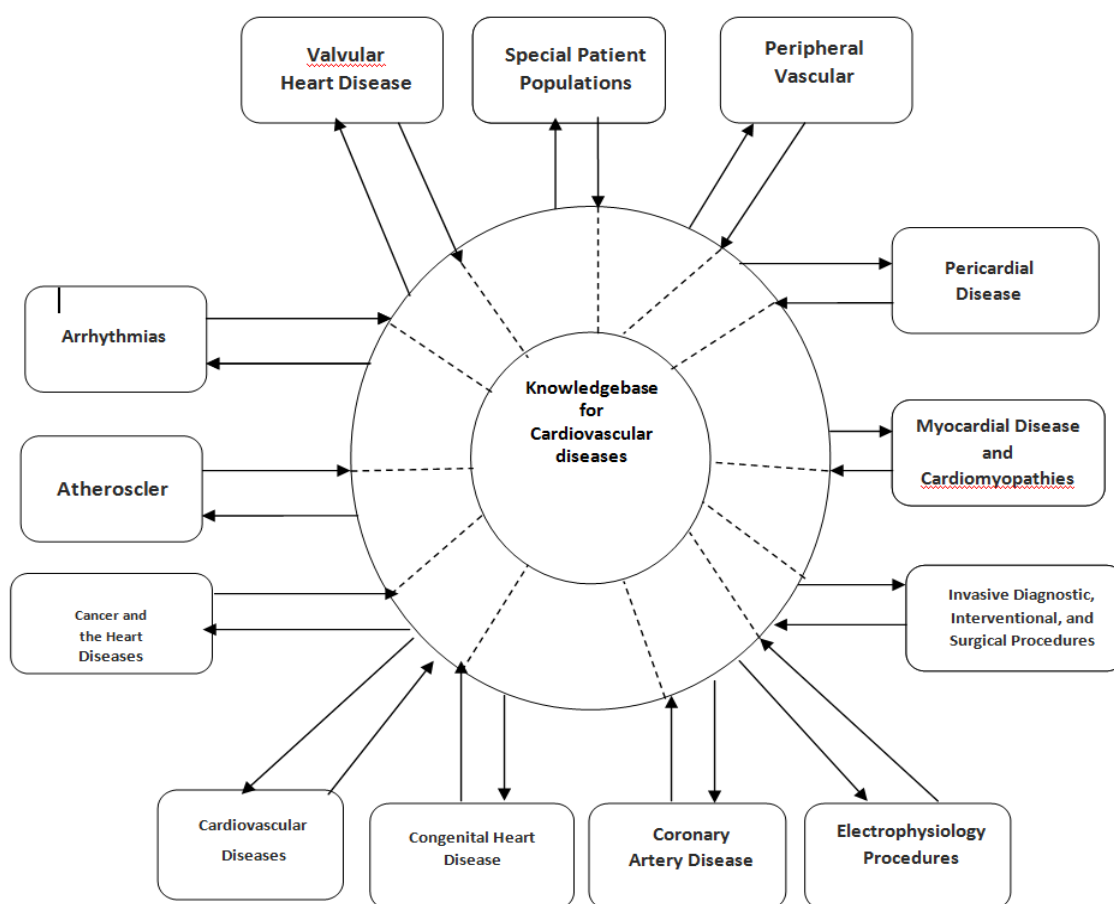 Valvular
Heart Disease
Special Patient
Populations
Peripheral
Vascular
Pericardial
Disease
Arrhythmias
Knowledgebase
for
Cardiovascular
diseases
Myocardial Disease
and
Cardiomyopathies
Atheroscler
Cancer and
the Heart
Diseases
Invasive Diagnostic,
Interventional, and
Surgical Procedures
Cardiovascular
Diseases
Congenital Heart
Disease
Coronary
Artery Disease
Electrophysiology
Procedures